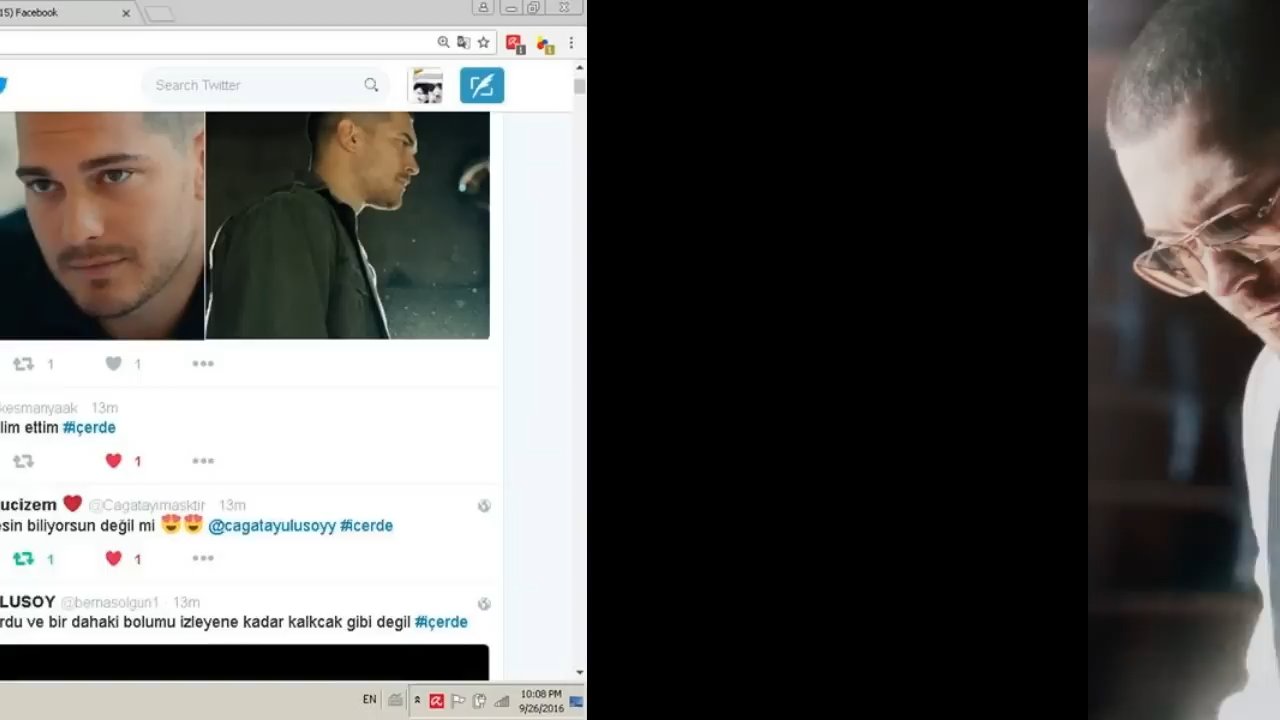 15) Facebook
Search Twitter
1
1
kesmanyaak 13m
lim ettim #içerde
1
ucizem @Cagatayimasktir 13m
esin biliyorsun değil mi @cagatayulusoyy #icerde
1
1
LUSOY @bernasolgun1 · 13m
rdu ve bir dahaki bolumu izleyene kadar kalkcak gibi degil #içerde
EN
10:08 PM
9/26/2016